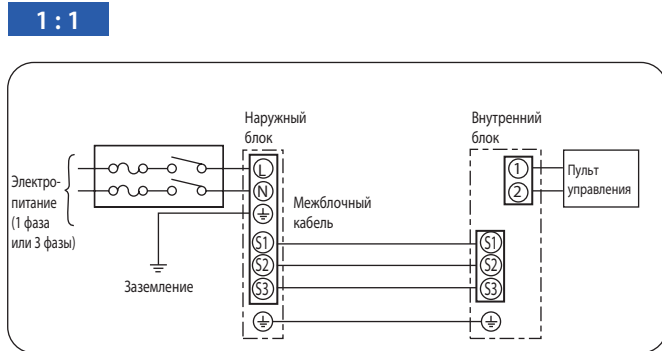 1 : 1
Наружный
блок
Внутренний
блок
Электро-
питание
(1 фаза
или 3 фазы)
L
N
Межблочный
кабель
S1
S2
S3
Заземление
1
2
Пульт
управления
S1
S2
S3